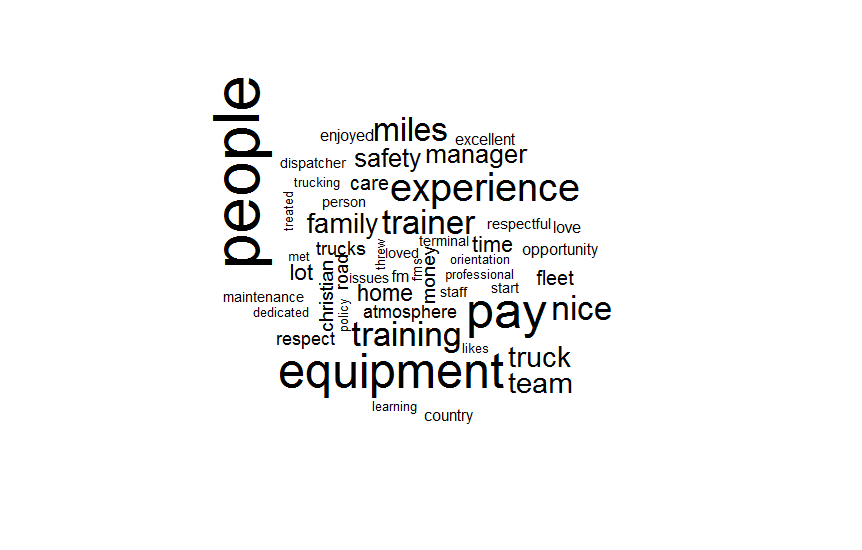 people
miles
enjoyed
excellent
dispatcher
safety
manager
trucking
care
experience
treated
person
family
trainer
respectful
love
met
trucks
threw
loved
terminal
time
opportunity
lot
christian
road
issues
fm
fms
money
orientation
professional
fleet
maintenance
home
staff
start
dedicated
policy
atmosphere
pay
nice
respect
training
likes
equipment
truck
team
learning
country